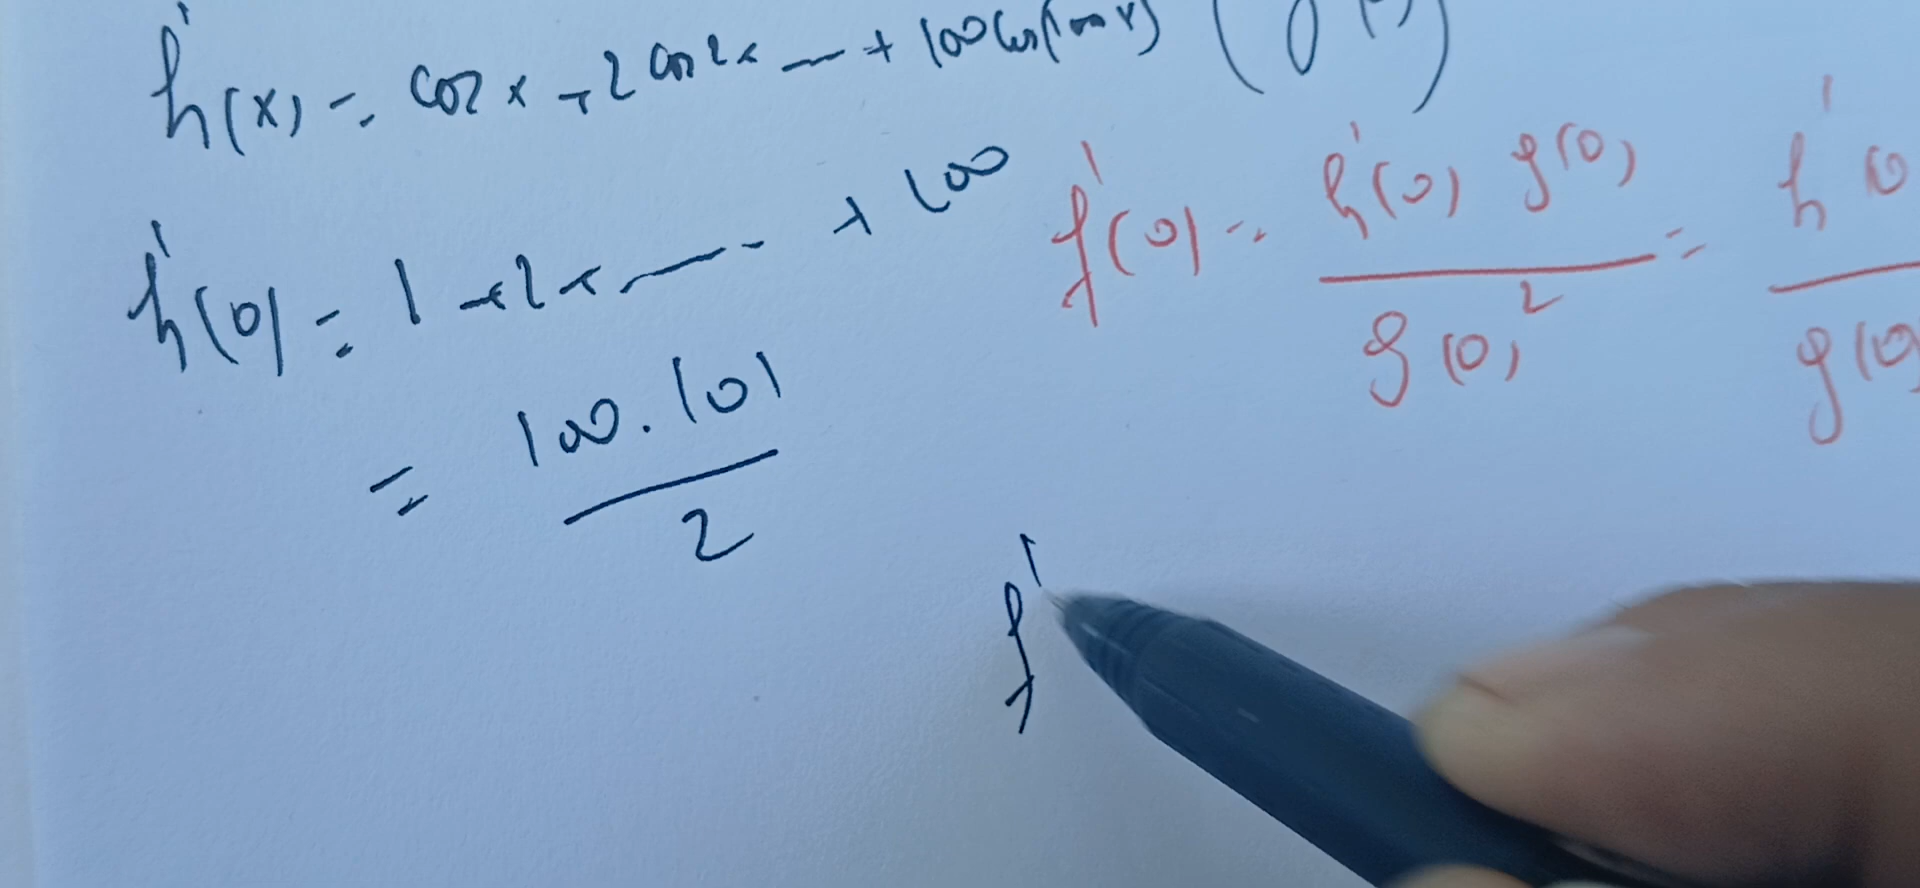 h'(x) = cos x + 2 cos 2x — + 100 cos(100x)
h'(0) = 1 + 2 + — + 100
= 100.101 / 2
f'(0) = h'(0) g(0) / g(0)² = h'(0 / g(0)
f'